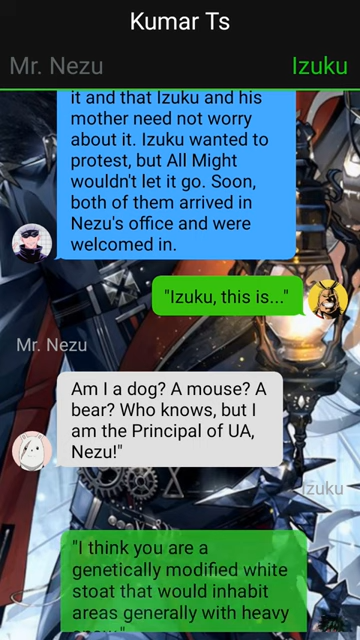 Kumar Ts
Mr. Nezu
Izuku
it and that Izuku and his
mother need not worry
about it. Izuku wanted to
protest, but All Might
wouldn't let it go. Soon,
both of them arrived in
Nezu's office and were
welcomed in.
"Izuku, this is..."
Mr. Nezu
Am I a dog? A mouse? A
bear? Who knows, but I
am the Principal of UA,
Nezu!"
Izuku
"I think you are a
genetically modified white
stoat that would inhabit
areas generally with heavy